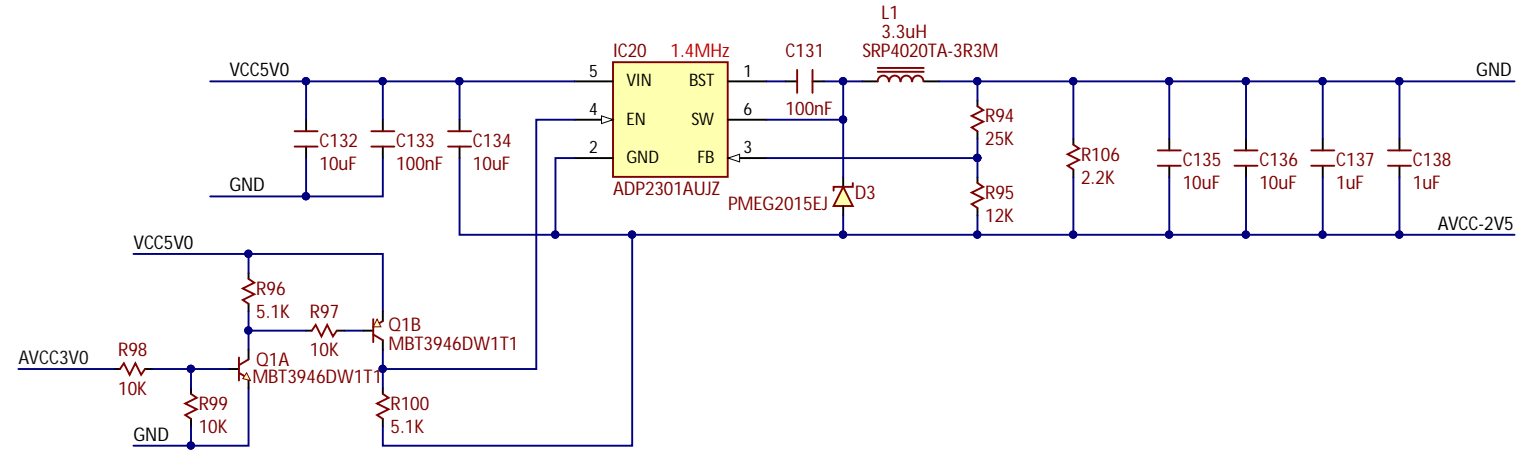 L1
3.3uH
SRP4020TA-3R3M
IC20 1.4MHz
C131
100nF
VCC5V0
5 VIN BST 1
4 EN SW 6
2 GND FB 3
ADP2301AUJZ
GND
C132
10uF
C133
100nF
C134
10uF
GND
R94
25K
R95
12K
PMEG2015EJ
D3
R106
2.2K
C135
10uF
C136
10uF
C137
1uF
C138
1uF
AVCC-2V5
VCC5V0
R96
5.1K
R97
10K
Q1B
MBT3946DW1T1
AVCC3V0
R98
10K
Q1A
MBT3946DW1T1
R99
10K
R100
5.1K
GND